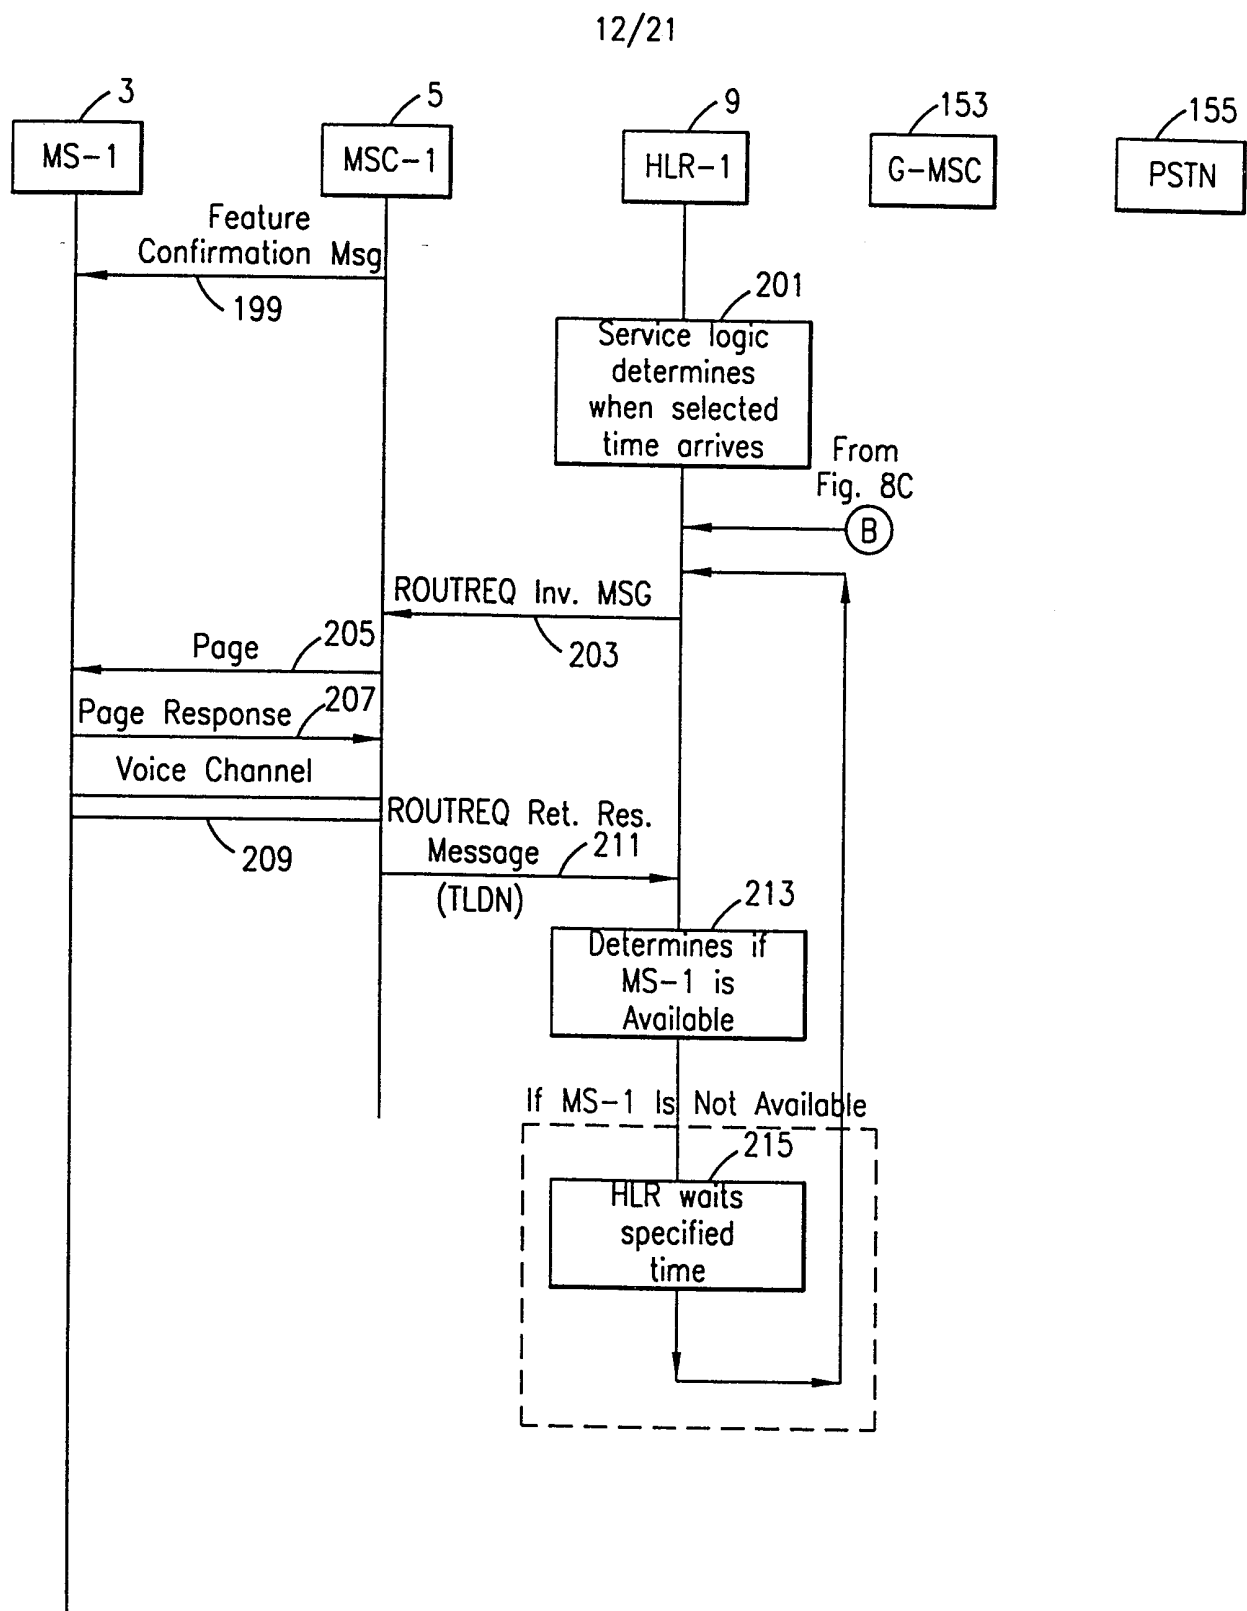 12/21
3
5
9
153
155
MS-1
MSC-1
HLR-1
G-MSC
PSTN
Feature
Confirmation Msg
199
201
Service logic
determines
when selected
time arrives
From
Fig. 8C
B
ROUTREQ Inv. MSG
203
Page
205
Page Response
207
Voice Channel
209
ROUTREQ Ret. Res.
Message
211
(TLDN)
213
Determines if
MS-1 is
Available
If MS-1 Is Not Available
215
HLR waits
specified
time